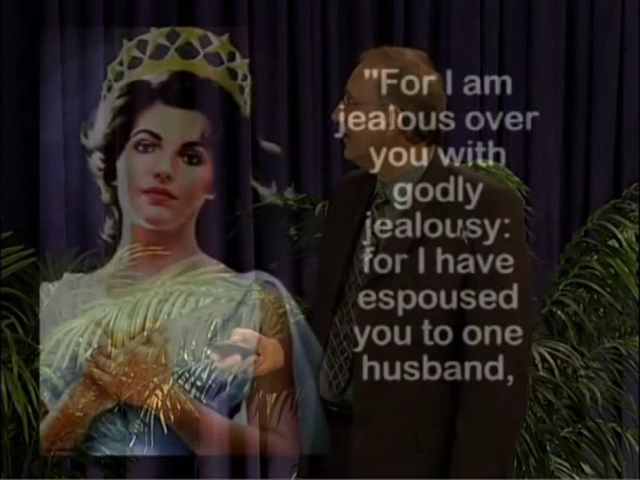 "For I am
jealous over
you with
godly
jealousy:
for I have
espoused
you to one
husband,